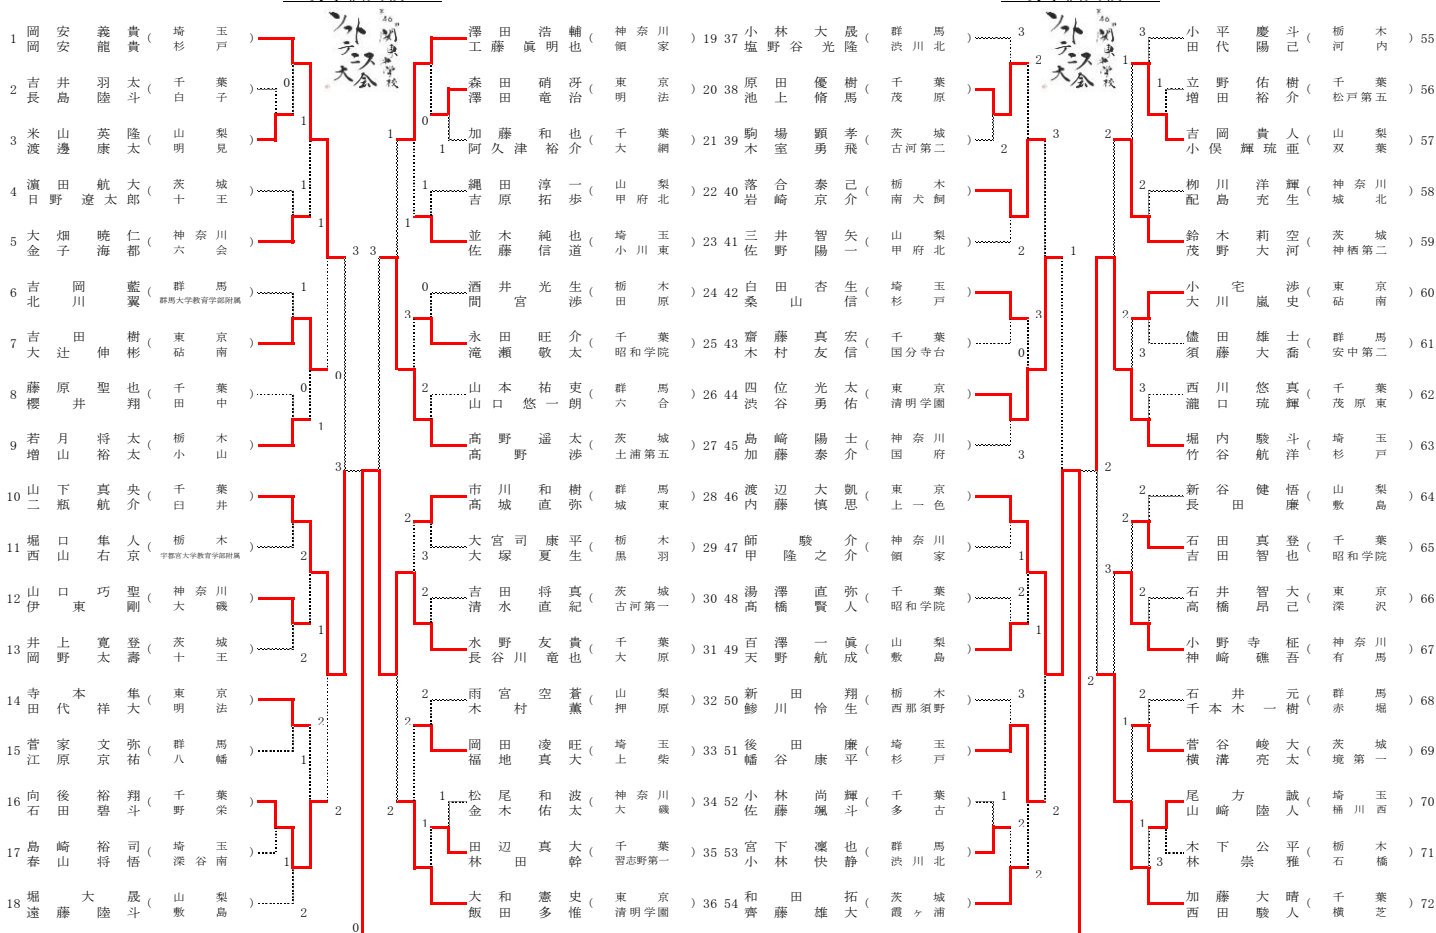 第46回
関東中学校
ソフト
テニス
大会
1 岡安義貴 ( 埼玉 )
岡安龍貴 杉戸
2 吉井羽太 ( 千葉 )
長島陸斗 白子
3 米山英隆 ( 山梨 )
渡邊康太 明見
4 濵田航大 ( 茨城 )
日野遼太郎 十王
5 大畑暁仁 ( 神奈川 )
金子海都 六会
6 吉岡藍 ( 群馬 )
北川翼 群馬大学教育学部附属
7 吉田樹 ( 東京 )
大辻伸彬 砧南
8 藤原聖也 ( 千葉 )
櫻井翔 田中
9 若月将太 ( 栃木 )
増山裕太 小山
10 山下真央 ( 千葉 )
二瓶航介 臼井
11 堀口隼人 ( 栃木 )
西山右京 宇都宮大学教育学部附属
12 山口巧聖 ( 神奈川 )
伊東剛 大磯
13 井上寛登 ( 茨城 )
岡野太壽 十王
14 寺本隼 ( 東京 )
田代祥大 明法
15 菅家文弥 ( 群馬 )
江原京祐 八幡
16 向後裕翔 ( 千葉 )
石田碧斗 野栄
17 島崎裕司 ( 埼玉 )
春山将悟 深谷南
18 堀大晟 ( 山梨 )
遠藤陸斗 敷島
澤田浩輔 ( 神奈川 ) 19
工藤眞明也 領家
森田硝冴 ( 東京 ) 20
澤田竜治 明法
加藤和也 ( 千葉 ) 21
阿久津裕介 大網
縄田淳一 ( 山梨 ) 22
吉原拓歩 甲府北
並木純也 ( 埼玉 ) 23
佐藤信道 小川東
酒井光生 ( 栃木 ) 24
間宮渉 田原
永田旺介 ( 千葉 ) 25
滝瀬敬太 昭和学院
山本祐吏 ( 群馬 ) 26
山口悠一朗 六合
髙野遥太 ( 茨城 ) 27
髙野渉 土浦第五
市川和樹 ( 群馬 ) 28
髙城直弥 城東
大宮司康平 ( 栃木 ) 29
大塚夏生 黒羽
吉田将真 ( 茨城 ) 30
清水直紀 古河第一
水野友貴 ( 千葉 ) 31
長谷川竜也 大原
雨宮空蒼 ( 山梨 ) 32
木村薫 押原
岡田凌旺 ( 埼玉 ) 33
福地真大 上柴
松尾和波 ( 神奈川 ) 34
金木佑太 大磯
田辺真大 ( 千葉 ) 35
林田幹 習志野第一
大和憲史 ( 東京 ) 36
飯田多惟 清明学園
37 小林大晟 ( 群馬 )
塩野谷光隆 渋川北
38 原田優樹 ( 千葉 )
池上脩馬 茂原
39 駒場顕孝 ( 茨城 )
木室勇飛 古河第二
40 落合泰己 ( 栃木 )
岩崎京介 南犬飼
41 三井智矢 ( 山梨 )
佐野陽一 甲府北
42 白田杏生 ( 埼玉 )
桑山信 杉戸
43 齋藤真宏 ( 千葉 )
木村友信 国分寺台
44 四位光太 ( 東京 )
渋谷勇佑 清明学園
45 島﨑陽士 ( 神奈川 )
加藤泰介 国府
46 渡辺大凱 ( 東京 )
内藤慎思 上一色
47 師駿介 ( 神奈川 )
甲隆之介 領家
48 湯澤直弥 ( 千葉 )
髙橋賢人 昭和学院
49 百澤一眞 ( 山梨 )
天野航成 敷島
50 新田翔 ( 栃木 )
鯵川怜生 西那須野
51 後田廉 ( 埼玉 )
幡谷康平 杉戸
52 小林尚輝 ( 千葉 )
佐藤颯斗 多古
53 宮下凜也 ( 群馬 )
小林快静 渋川北
54 和田拓 ( 茨城 )
齊藤雄大 霞ヶ浦
第46回
関東中学校
ソフト
テニス
大会
小平慶斗 ( 栃木 ) 55
田代陽己 河内
立野佑樹 ( 千葉 ) 56
増田裕介 松戸第五
吉岡貴人 ( 山梨 ) 57
小俣輝琉亜 双葉
栁川洋輝 ( 神奈川 ) 58
配島充生 城北
鈴木莉空 ( 茨城 ) 59
茂野大河 神栖第二
小宅渉 ( 東京 ) 60
大川嵐史 砧南
儘田雄士 ( 群馬 ) 61
須藤大喬 安中第二
西川悠真 ( 千葉 ) 62
瀧口琉輝 茂原東
堀内駿斗 ( 埼玉 ) 63
竹谷航洋 杉戸
新谷健悟 ( 山梨 ) 64
長田廉 敷島
石田真登 ( 千葉 ) 65
吉田智也 昭和学院
石井智大 ( 東京 ) 66
高橋昂己 深沢
小野寺柾 ( 神奈川 ) 67
神﨑礁吾 有馬
石井元 ( 群馬 ) 68
千本木一樹 赤堀
菅谷峻大 ( 茨城 ) 69
横溝亮太 境第一
尾方誠 ( 埼玉 ) 70
山﨑陸人 桶川西
木下公平 ( 栃木 ) 71
林崇雅 石橋
加藤大晴 ( 千葉 ) 72
西田駿人 横芝